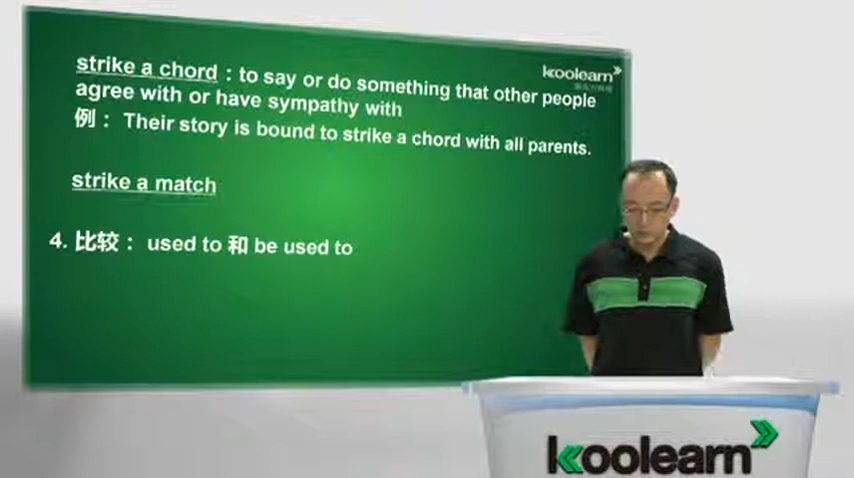 strike a chord : to say or do something that other people
agree with or have sympathy with
例： Their story is bound to strike a chord with all parents.
strike a match
4. 比较： used to 和 be used to
koolearn
koolearn